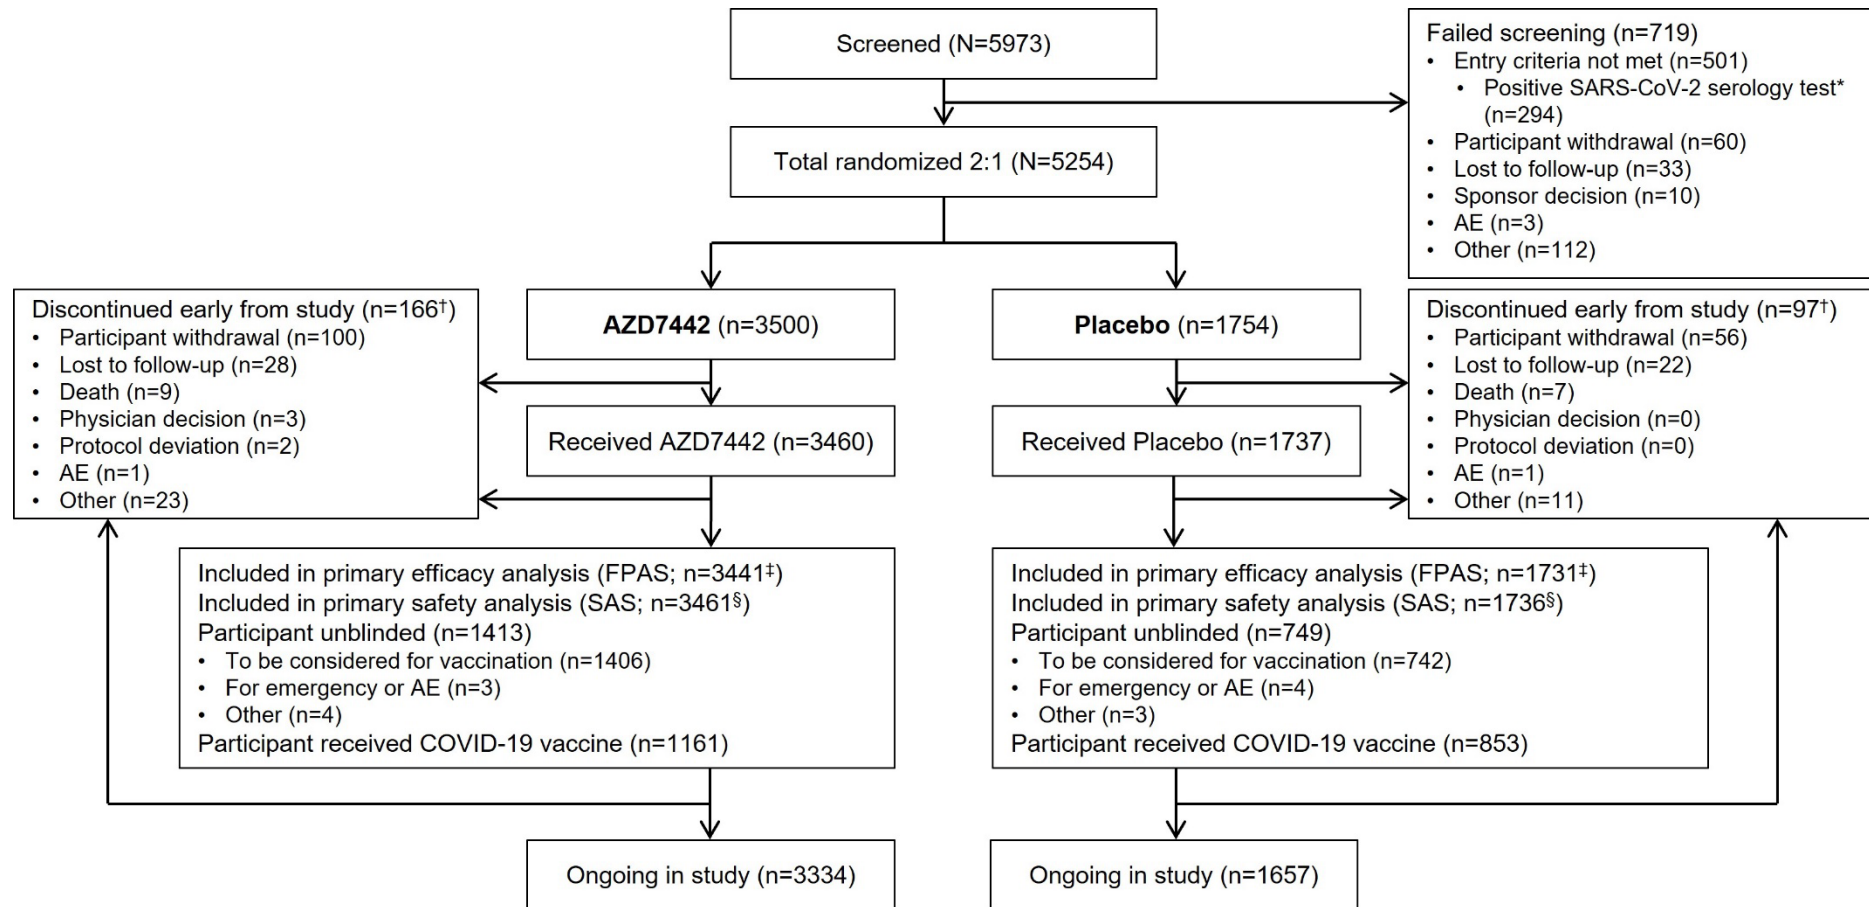 Screened (N=5973)
Failed screening (n=719)
• Entry criteria not met (n=501)
• Positive SARS-CoV-2 serology test*
(n=294)
• Participant withdrawal (n=60)
• Lost to follow-up (n=33)
• Sponsor decision (n=10)
• AE (n=3)
• Other (n=112)
Total randomized 2:1 (N=5254)
Discontinued early from study (n=166†)
• Participant withdrawal (n=100)
• Lost to follow-up (n=28)
• Death (n=9)
• Physician decision (n=3)
• Protocol deviation (n=2)
• AE (n=1)
• Other (n=23)
AZD7442 (n=3500)
Placebo (n=1754)
Discontinued early from study (n=97†)
• Participant withdrawal (n=56)
• Lost to follow-up (n=22)
• Death (n=7)
• Physician decision (n=0)
• Protocol deviation (n=0)
• AE (n=1)
• Other (n=11)
Received AZD7442 (n=3460)
Received Placebo (n=1737)
Included in primary efficacy analysis (FPAS; n=3441‡)
Included in primary safety analysis (SAS; n=3461§)
Participant unblinded (n=1413)
• To be considered for vaccination (n=1406)
• For emergency or AE (n=3)
• Other (n=4)
Participant received COVID-19 vaccine (n=1161)
Included in primary efficacy analysis (FPAS; n=1731‡)
Included in primary safety analysis (SAS; n=1736§)
Participant unblinded (n=749)
• To be considered for vaccination (n=742)
• For emergency or AE (n=4)
• Other (n=3)
Participant received COVID-19 vaccine (n=853)
Ongoing in study (n=3334)
Ongoing in study (n=1657)